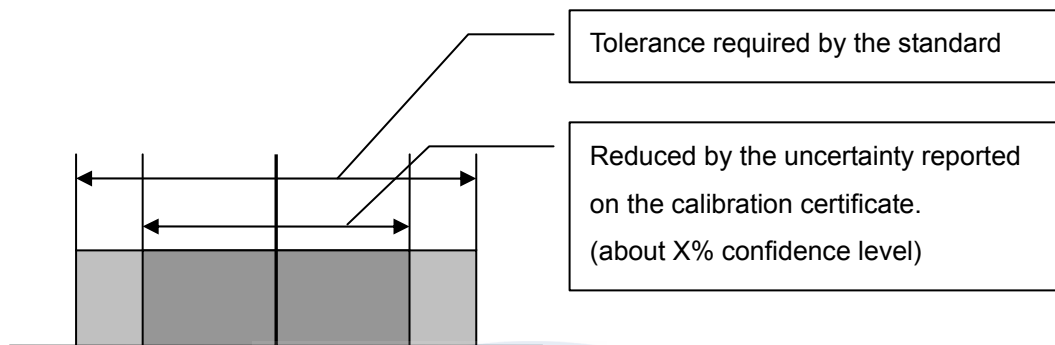 Tolerance required by the standard
Reduced by the uncertainty reported
on the calibration certificate.
(about X% confidence level)